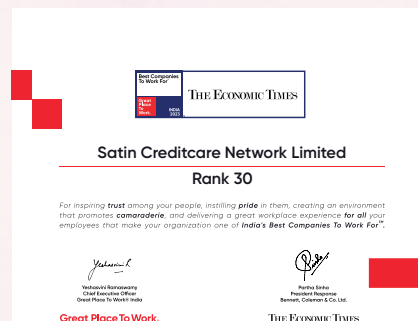 Best Companies
To Work For™
Great
Place
To
Work.
INDIA
2023
THE ECONOMIC TIMES
Satin Creditcare Network Limited
Rank 30
For inspiring trust among your people, instilling pride in them, creating an environment
that promotes camaraderie, and delivering a great workplace experience for all your
employees that make your organization one of India's Best Companies To Work For™.
Yeshasvini R
Yeshasvini Ramaswamy
Chief Executive Officer
Great Place To Work® India
Partha Sinha
President Response
Bennett, Coleman & Co. Ltd.
Great Place To Work.
THE ECONOMIC TIMES